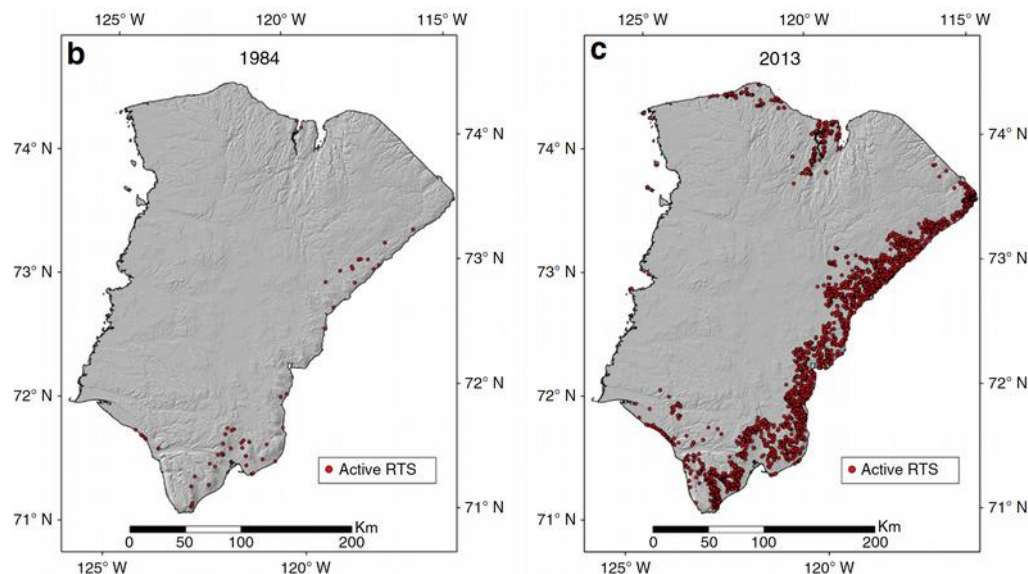 125° W 120° W 115° W
b
1984
74° N
74° N
73° N
73° N
72° N
72° N
71° N
71° N
Active RTS
Km
0 50 100 200
125° W 120° W
120° W 115° W
c
2013
74° N
74° N
73° N
73° N
72° N
72° N
71° N
71° N
Active RTS
Km
0 50 100 200
125° W 120° W